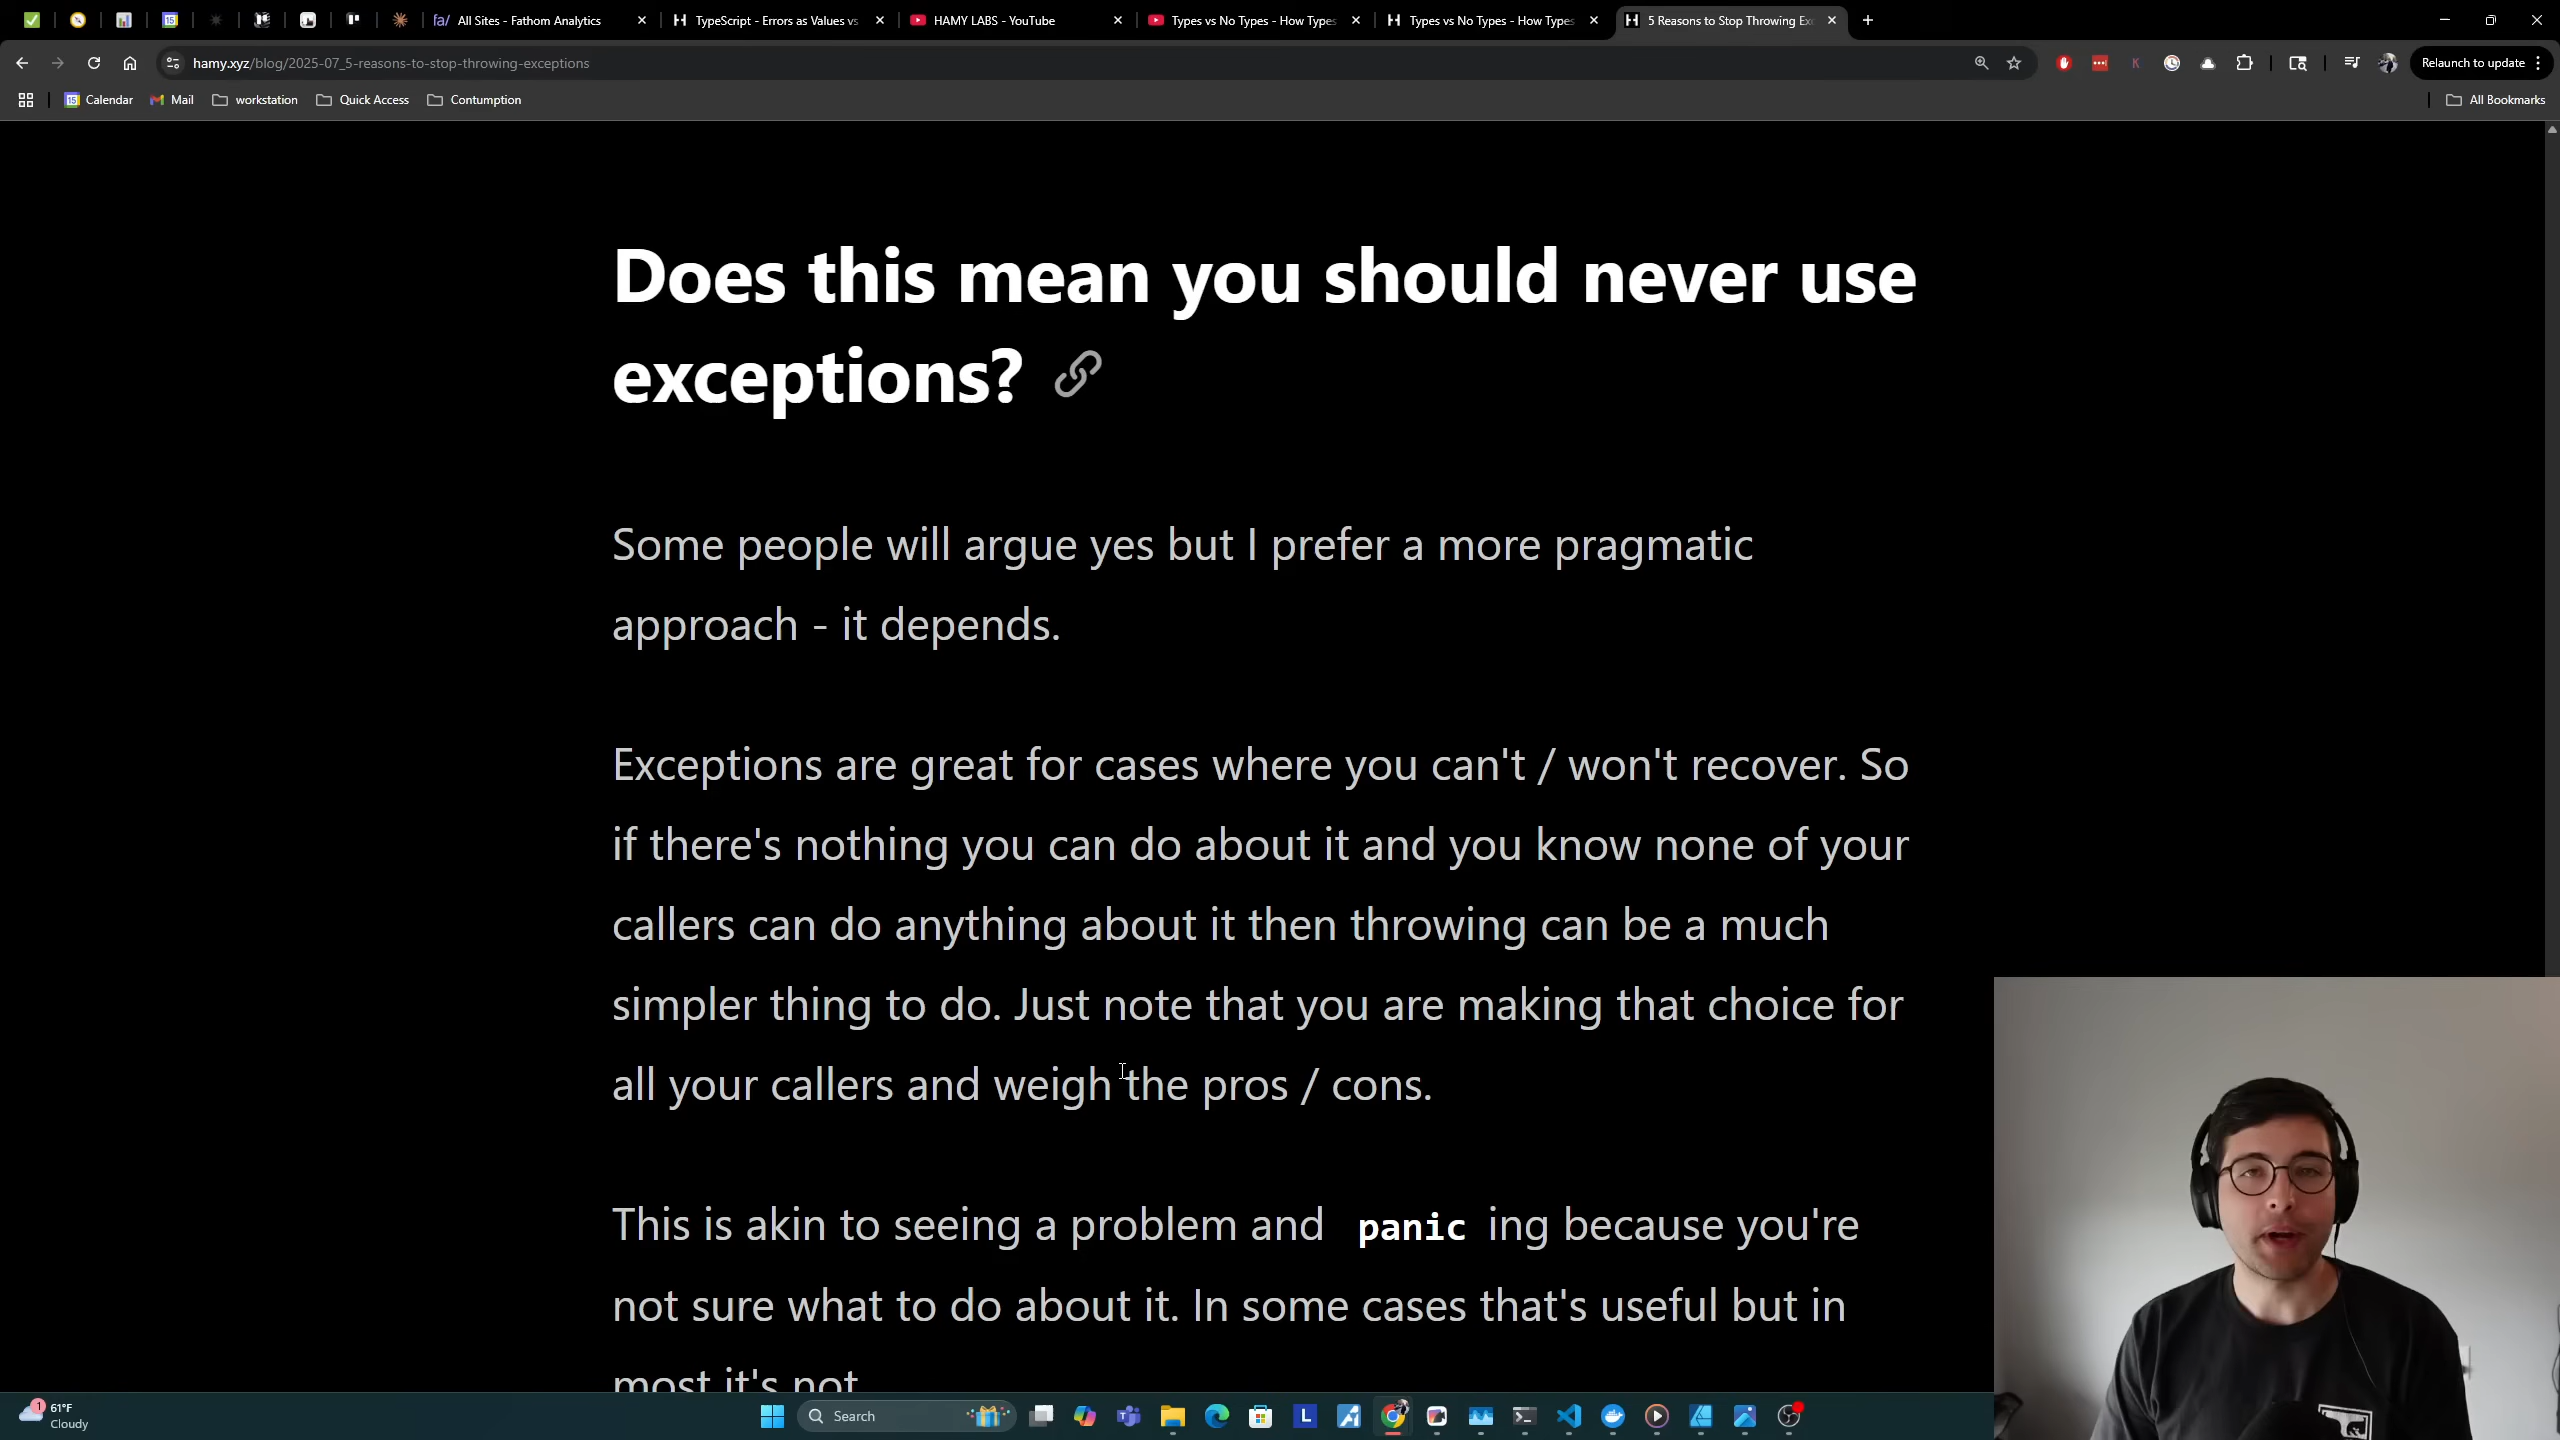 All Sites - Fathom Analytics
TypeScript - Errors as Values vs
HAMY LABS - YouTube
Types vs No Types - How Types
Types vs No Types - How Types
5 Reasons to Stop Throwing Exc
hamy.xyz/blog/2025-07_5-reasons-to-stop-throwing-exceptions
Relaunch to update
Calendar
Mail
workstation
Quick Access
Contumption
All Bookmarks
Does this mean you should never use
exceptions?
Some people will argue yes but I prefer a more pragmatic
approach - it depends.
Exceptions are great for cases where you can't / won't recover. So
if there's nothing you can do about it and you know none of your
callers can do anything about it then throwing can be a much
simpler thing to do. Just note that you are making that choice for
all your callers and weigh the pros / cons.
This is akin to seeing a problem and panic ing because you're
not sure what to do about it. In some cases that's useful but in
most it's not.
1
61°F
Cloudy
Search